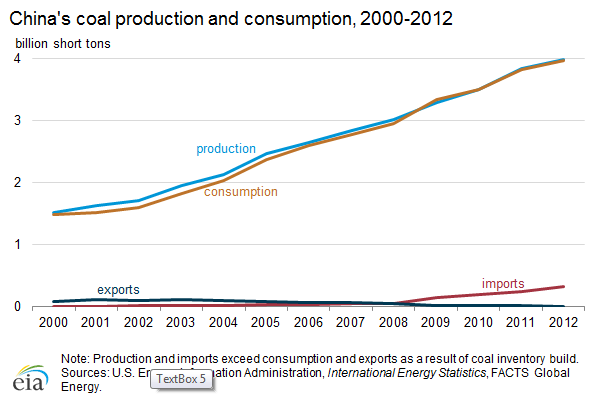 China's coal production and consumption, 2000-2012
billion short tons
4
3
2
1
0
production
consumption
exports
imports
2000 2001 2002 2003 2004 2005 2006 2007 2008 2009 2010 2011 2012
eia
Note: Production and imports exceed consumption and exports as a result of coal inventory build.
Sources: U.S. Administration, International Energy Statistics, FACTS Global
Energy.
TextBox 5